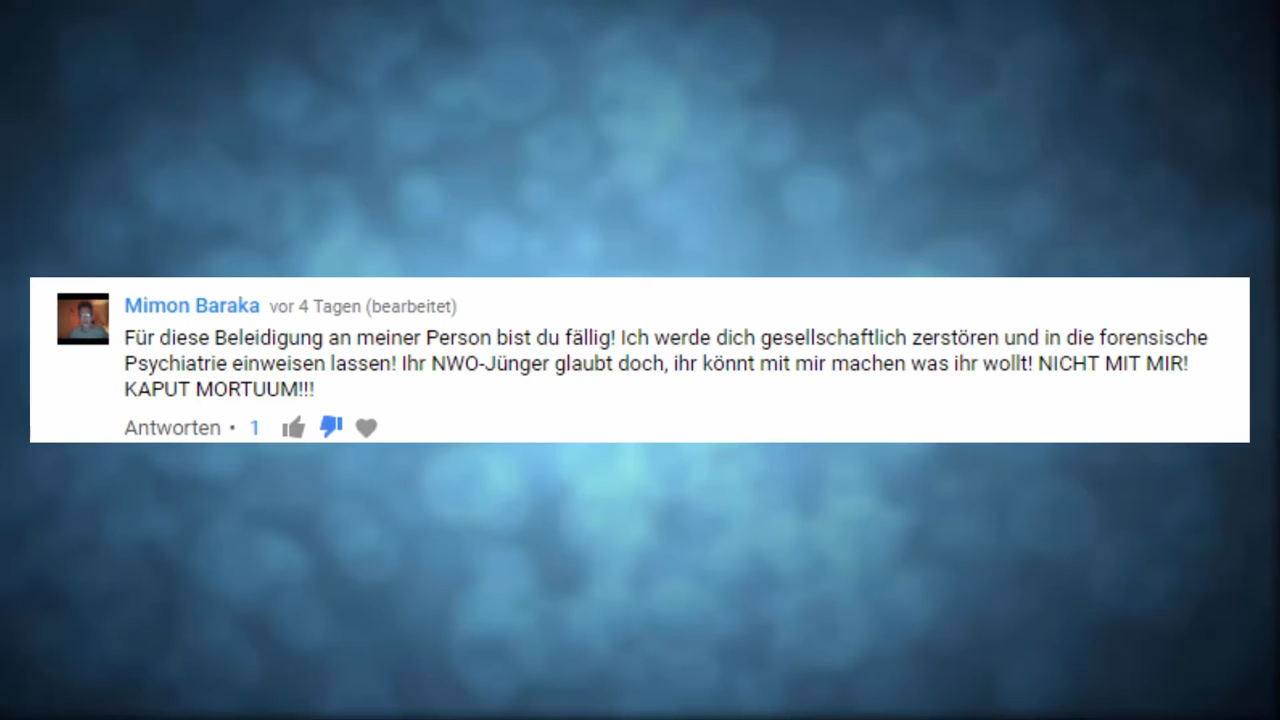 Mimon Baraka vor 4 Tagen (bearbeitet)
Für diese Beleidigung an meiner Person bist du fällig! Ich werde dich gesellschaftlich zerstören und in die forensische
Psychiatrie einweisen lassen! Ihr NWO-Jünger glaubt doch, ihr könnt mit mir machen was ihr wollt! NICHT MIT MIR!
KAPUT MORTUUM!!!
Antworten • 1